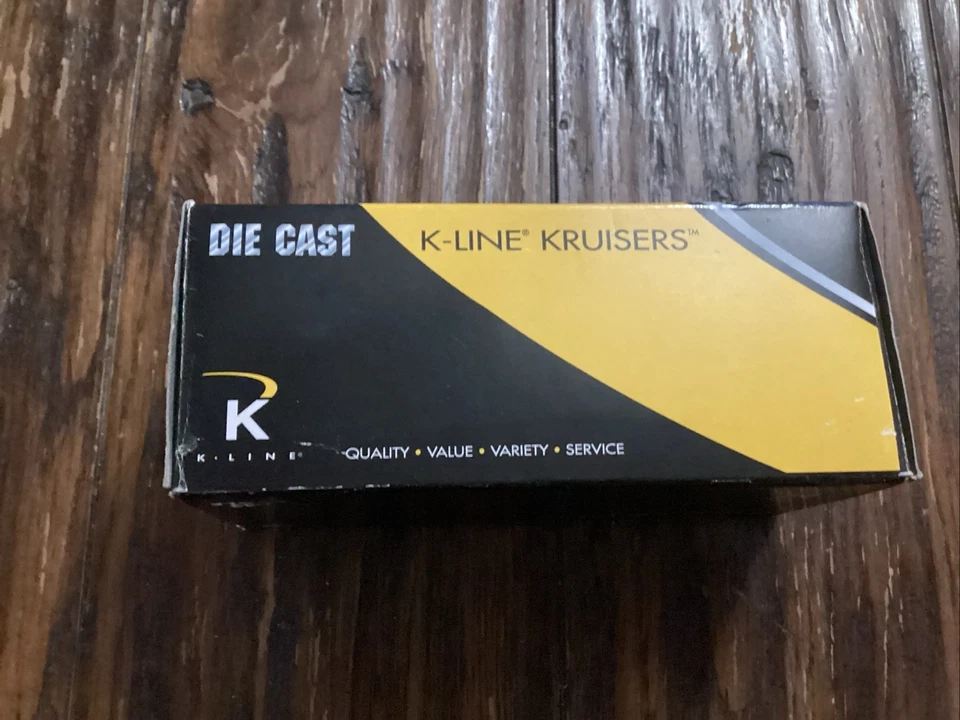 DIE CAST
K-LINE® KRUISERS™
K
K·LINE®
QUALITY • VALUE • VARIETY • SERVICE